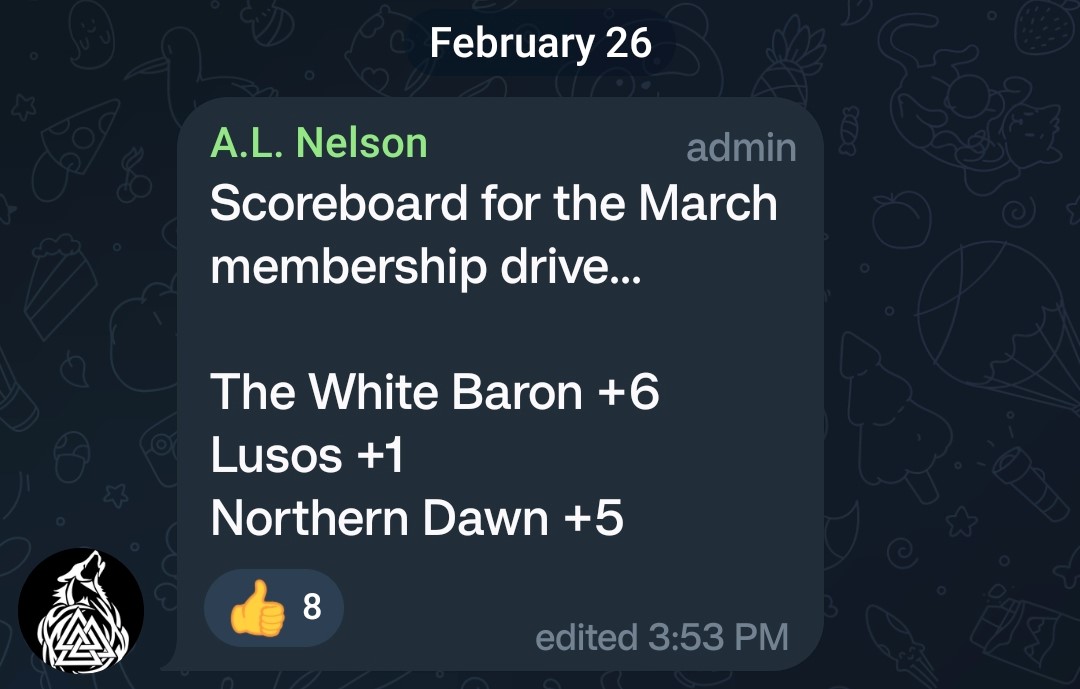 February 26
A.L. Nelson admin
Scoreboard for the March
membership drive...
The White Baron +6
Lusos +1
Northern Dawn +5
👍 8
edited 3:53 PM